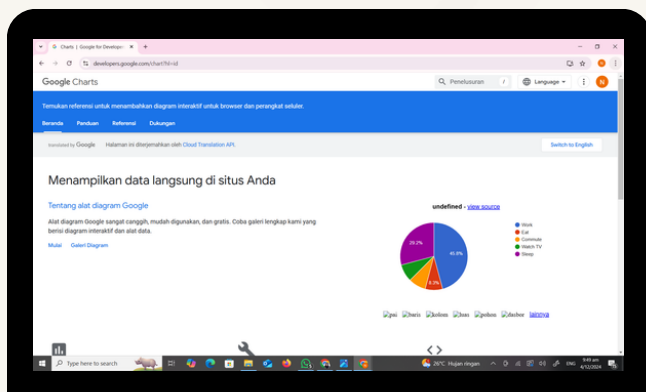 Charts | Google for Developers
developers.google.com/chart?hl=id
Google Charts
Penelusuran /
Language
N
Temukan referensi untuk menambahkan diagram interaktif untuk browser dan perangkat seluler.
Beranda Panduan Referensi Dukungan
translated by Google Halaman ini diterjemahkan oleh Cloud Translation API.
Switch to English
Menampilkan data langsung di situs Anda
Tentang alat diagram Google
Alat diagram Google sangat canggih, mudah digunakan, dan gratis. Coba galeri lengkap kami yang
berisi diagram interaktif dan alat data.
Mulai Galeri Diagram
undefined - view source
29.2%
45.8%
8.3%
Work
Eat
Commute
Watch TV
Sleep
pai baris kolom luas lainnya
Type here to search
26°C Hujan ringan
ENG
9:49 am
4/12/2024